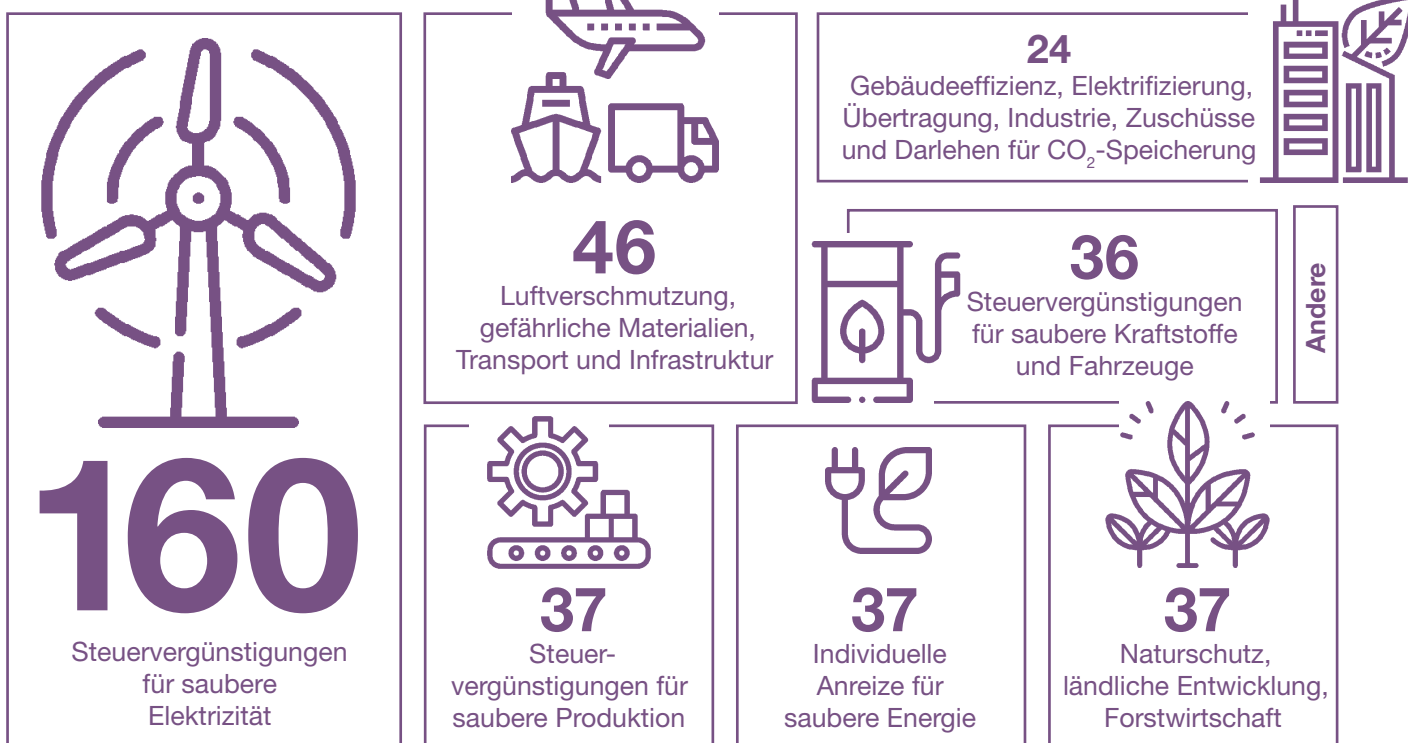 160
Steuervergünstigungen
für saubere
Elektrizität
46
Luftverschmutzung,
gefährliche Materialien,
Transport und Infrastruktur
24
Gebäudeeffizienz, Elektrifizierung,
Übertragung, Industrie, Zuschüsse
und Darlehen für CO₂-Speicherung
36
Steuervergünstigungen
für saubere Kraftstoffe
und Fahrzeuge
Andere
37
Steuer-
vergünstigungen für
saubere Produktion
37
Individuelle
Anreize für
saubere Energie
37
Naturschutz,
ländliche Entwicklung,
Forstwirtschaft